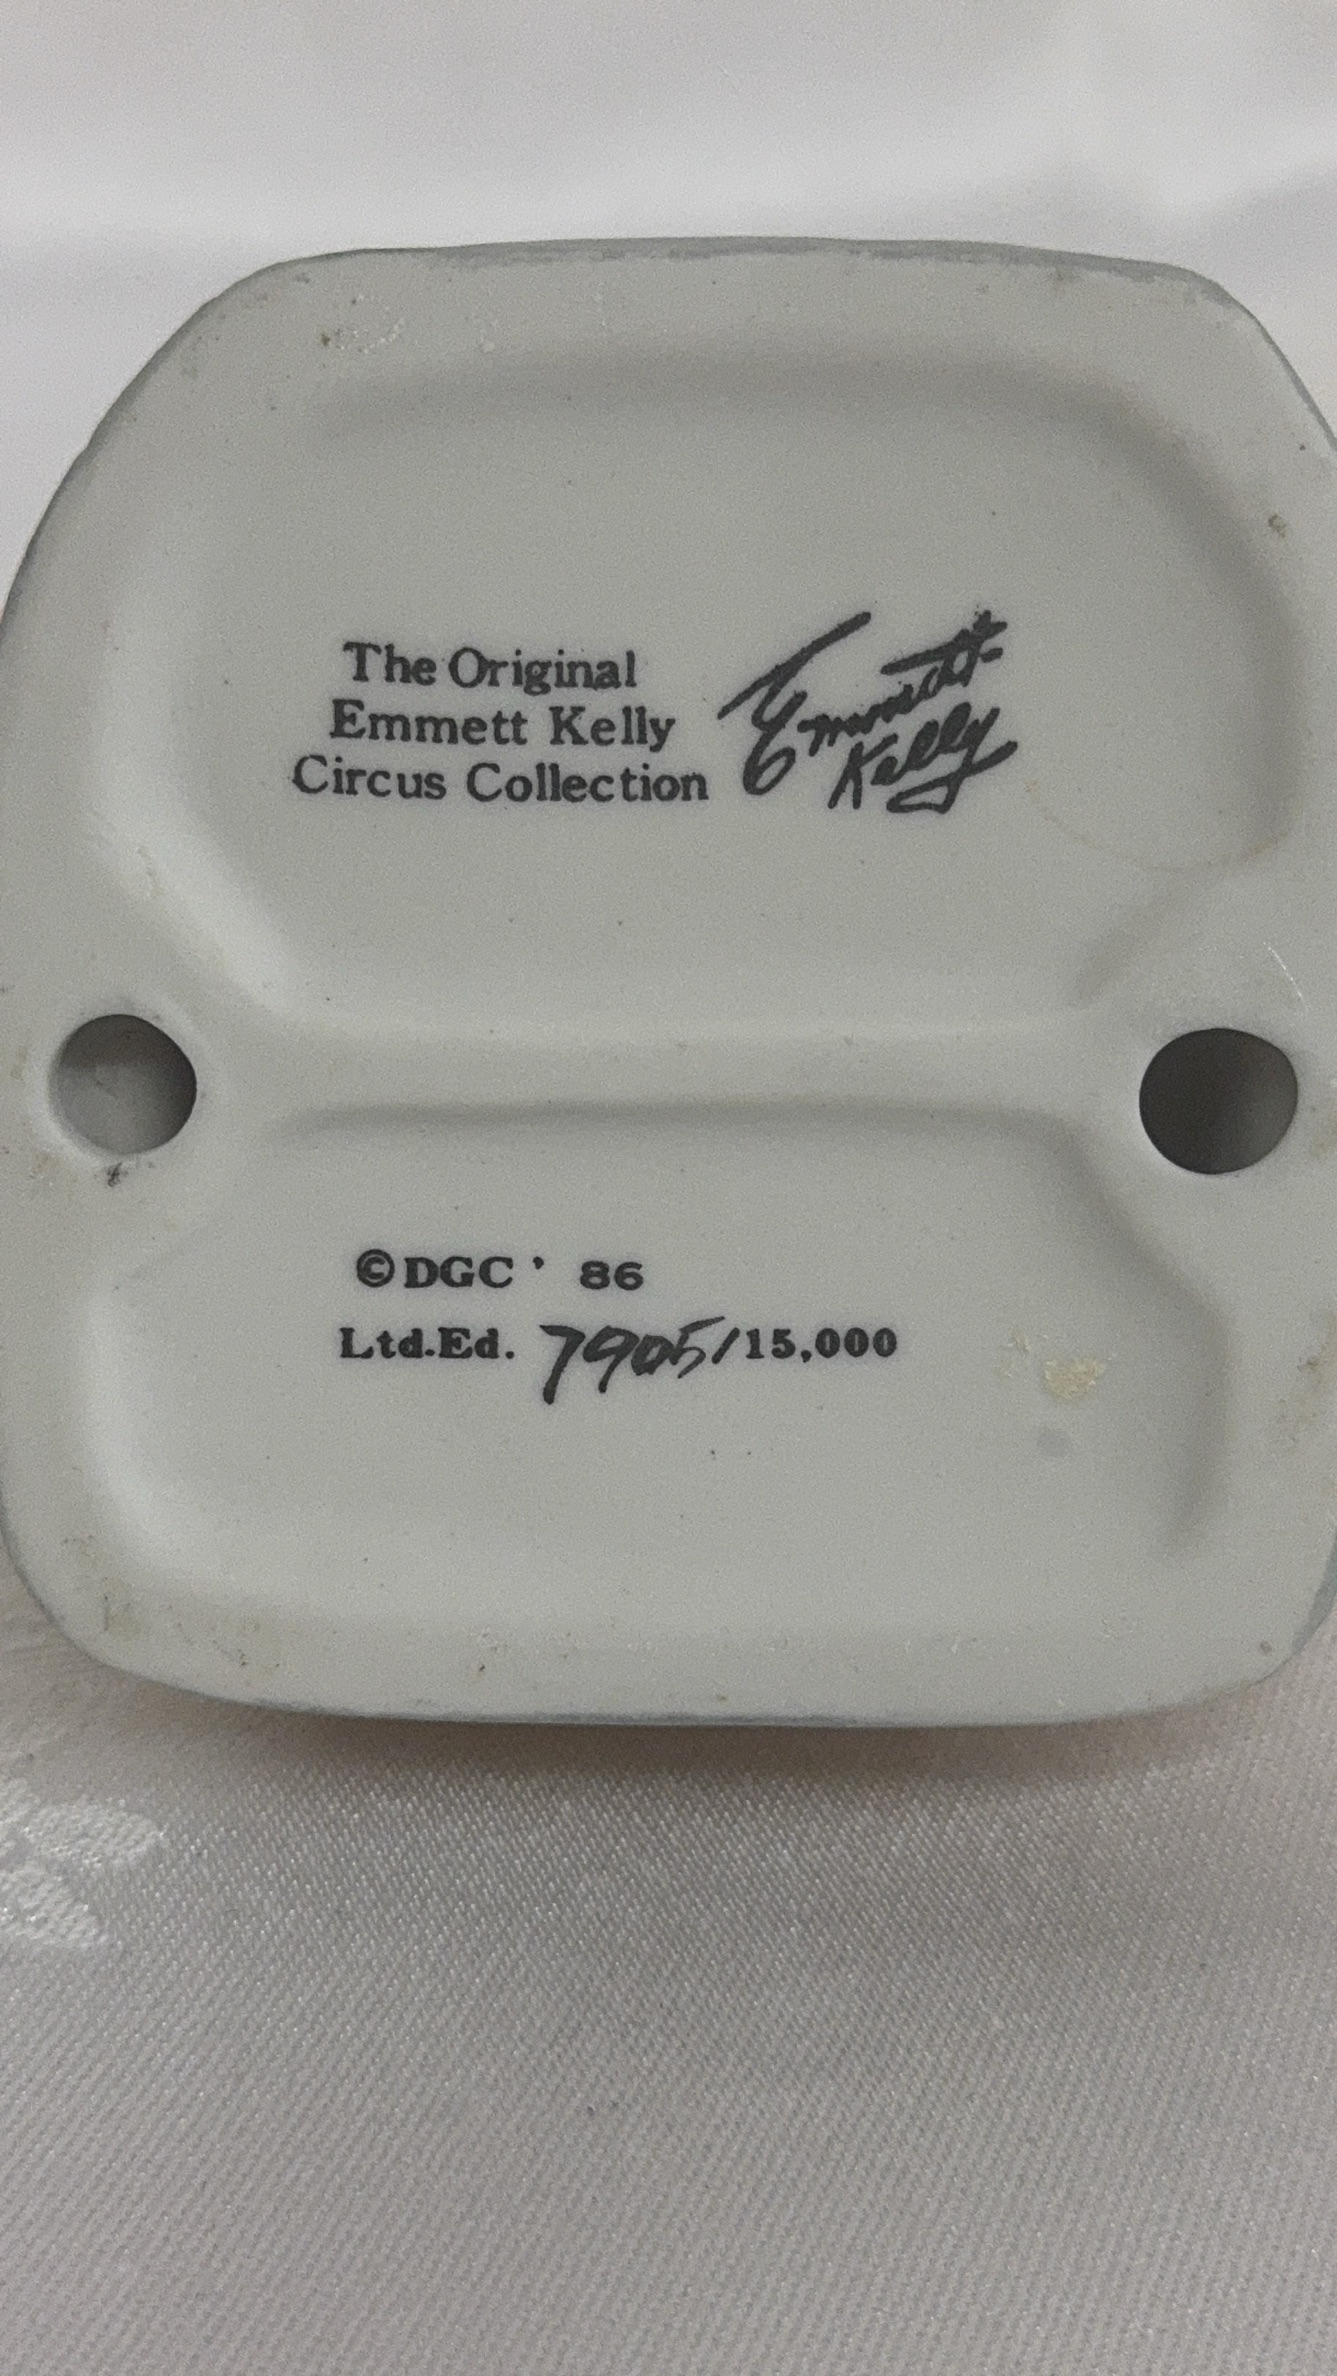 The Original
Emmett Kelly
Circus Collection
Emmett
Kelly
©DGC ' 86
Ltd.Ed. 7905/15,000